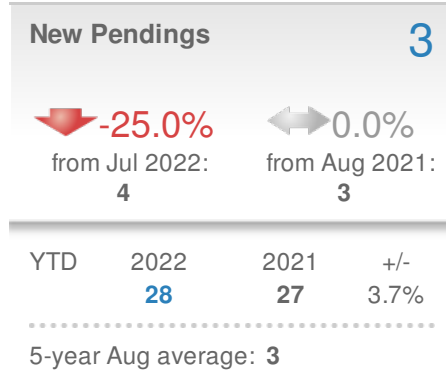 New Pendings 3
-25.0% 0.0%
from Jul 2022: from Aug 2021:
4 3
YTD 2022 2021 +/-
28 27 3.7%
5-year Aug average: 3